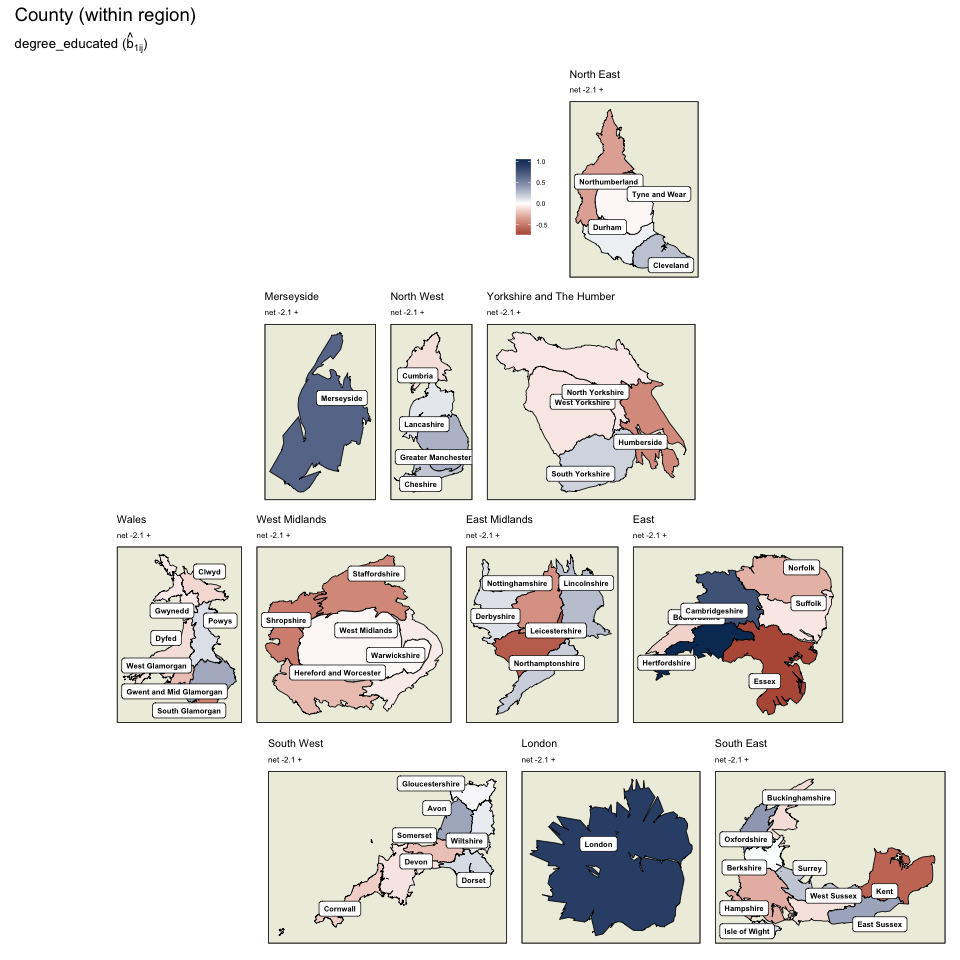 County (within region)
degree_educated (b̂₁ᵢⱼ)
North East
net -2.1 +
1.0
0.5
0.0
-0.5
Northumberland
Tyne and Wear
Durham
Cleveland
Merseyside
net -2.1 +
Merseyside
North West
net -2.1 +
Cumbria
Lancashire
Greater Manchester
Cheshire
Yorkshire and The Humber
net -2.1 +
North Yorkshire
West Yorkshire
Humberside
South Yorkshire
Wales
net -2.1 +
Clwyd
Gwynedd
Powys
Dyfed
West Glamorgan
Gwent and Mid Glamorgan
South Glamorgan
West Midlands
net -2.1 +
Staffordshire
Shropshire
West Midlands
Warwickshire
Hereford and Worcester
East Midlands
net -2.1 +
Nottinghamshire
Lincolnshire
Derbyshire
Leicestershire
Northamptonshire
East
net -2.1 +
Norfolk
Suffolk
Cambridgeshire
Hertfordshire
Essex
South West
net -2.1 +
Gloucestershire
Avon
Somerset
Wiltshire
Devon
Dorset
Cornwall
London
net -2.1 +
London
South East
net -2.1 +
Buckinghamshire
Oxfordshire
Berkshire
Surrey
West Sussex
Kent
Hampshire
East Sussex
Isle of Wight